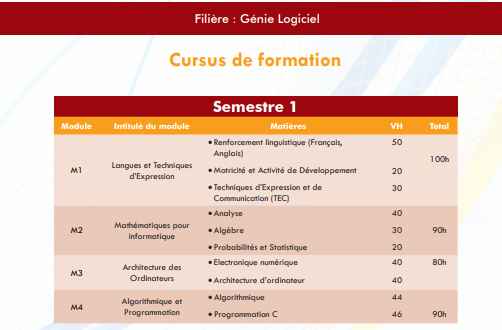 Filière : Génie Logiciel
Cursus de formation
Semestre 1
Module Intitulé du module Matières VH Total
M1 Langues et Techniques d'Expression
• Renforcement linguistique (Français, Anglais) 50
• Motricité et Activité de Développement 20
• Techniques d'Expression et de Communication (TEC) 30
100h
M2 Mathématiques pour informatique
• Analyse 40
• Algèbre 30
• Probabilités et Statistique 20
90h
M3 Architecture des Ordinateurs
• Electronique numérique 40
• Architecture d'ordinateur 40
80h
M4 Algorithmique et Programmation
• Algorithmique 44
• Programmation C 46
90h